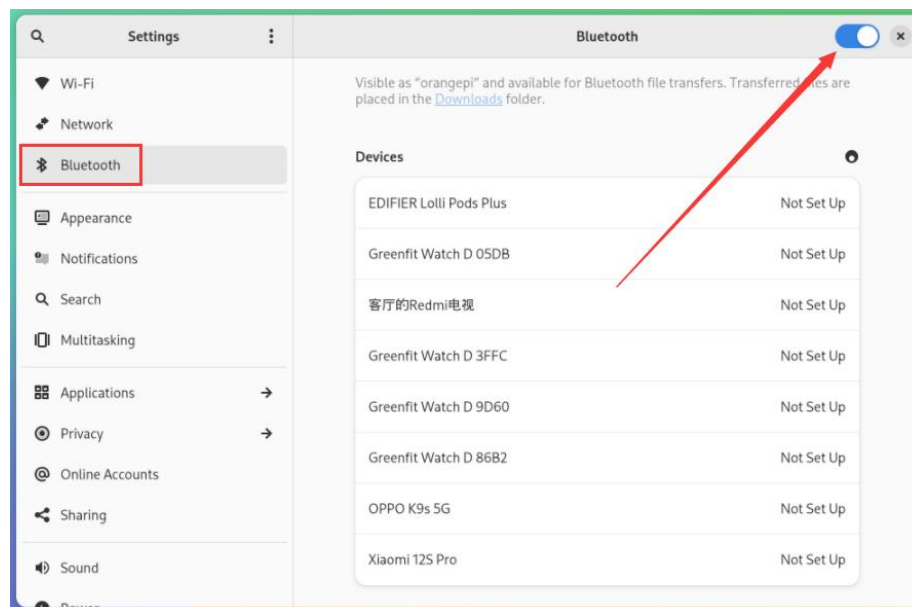 Settings
Bluetooth
Wi-Fi
Network
Bluetooth
Appearance
Notifications
Search
Multitasking
Applications
Privacy
Online Accounts
Sharing
Sound
Visible as "orangepi" and available for Bluetooth file transfers. Transferred files are
placed in the Downloads folder.
Devices
EDIFIER Lolli Pods Plus Not Set Up
Greenfit Watch D 05DB Not Set Up
客厅的Redmi电视 Not Set Up
Greenfit Watch D 3FFC Not Set Up
Greenfit Watch D 9D60 Not Set Up
Greenfit Watch D 86B2 Not Set Up
OPPO K9s 5G Not Set Up
Xiaomi 12S Pro Not Set Up